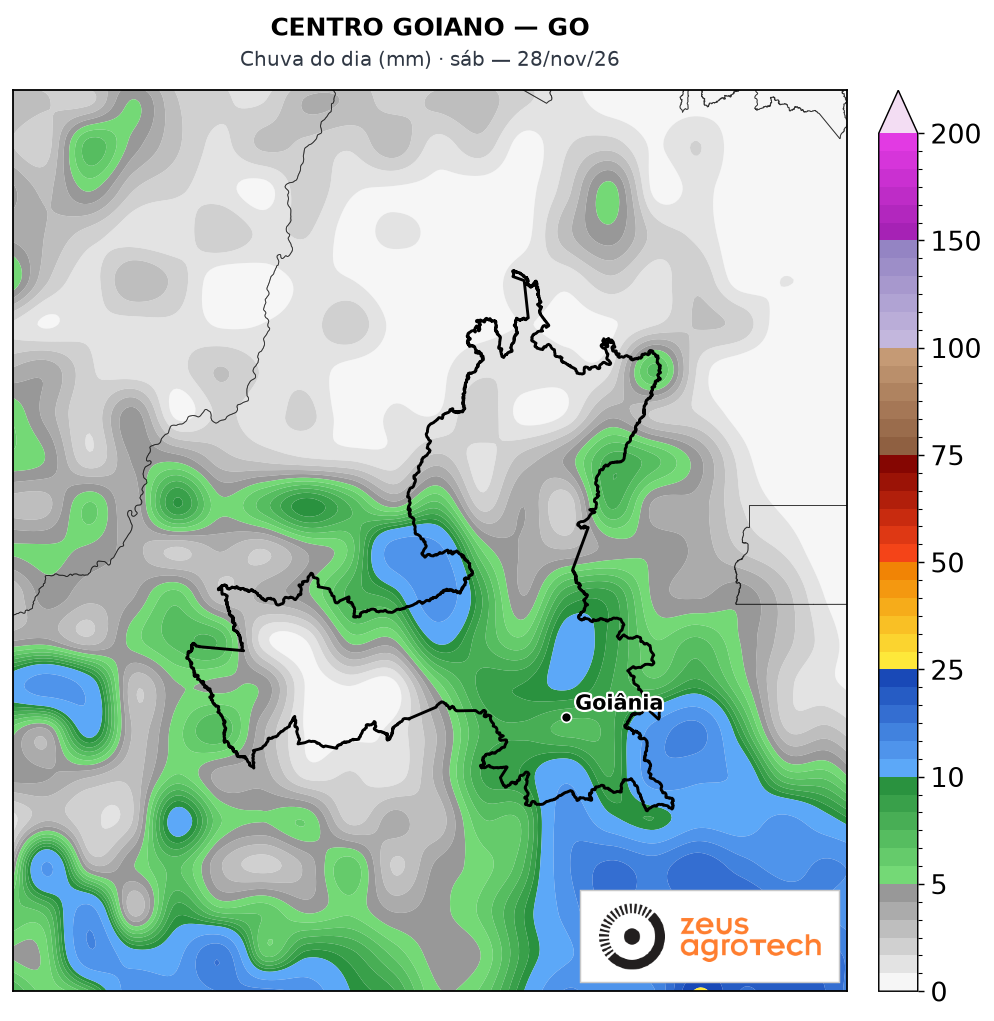 CENTRO GOIANO — GO
Chuva do dia (mm) · sáb — 28/nov/26
200
150
100
75
50
25
10
5
0
Goiânia
zeus
agrotech